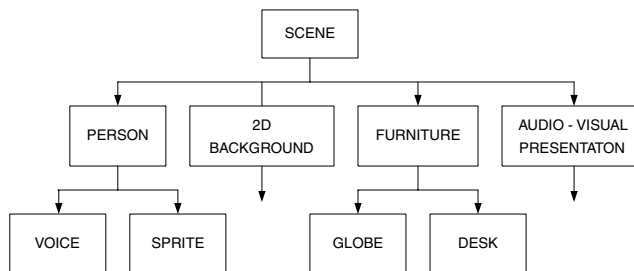 SCENE
PERSON
2D
BACKGROUND
FURNITURE
AUDIO - VISUAL
PRESENTATON
VOICE
SPRITE
GLOBE
DESK